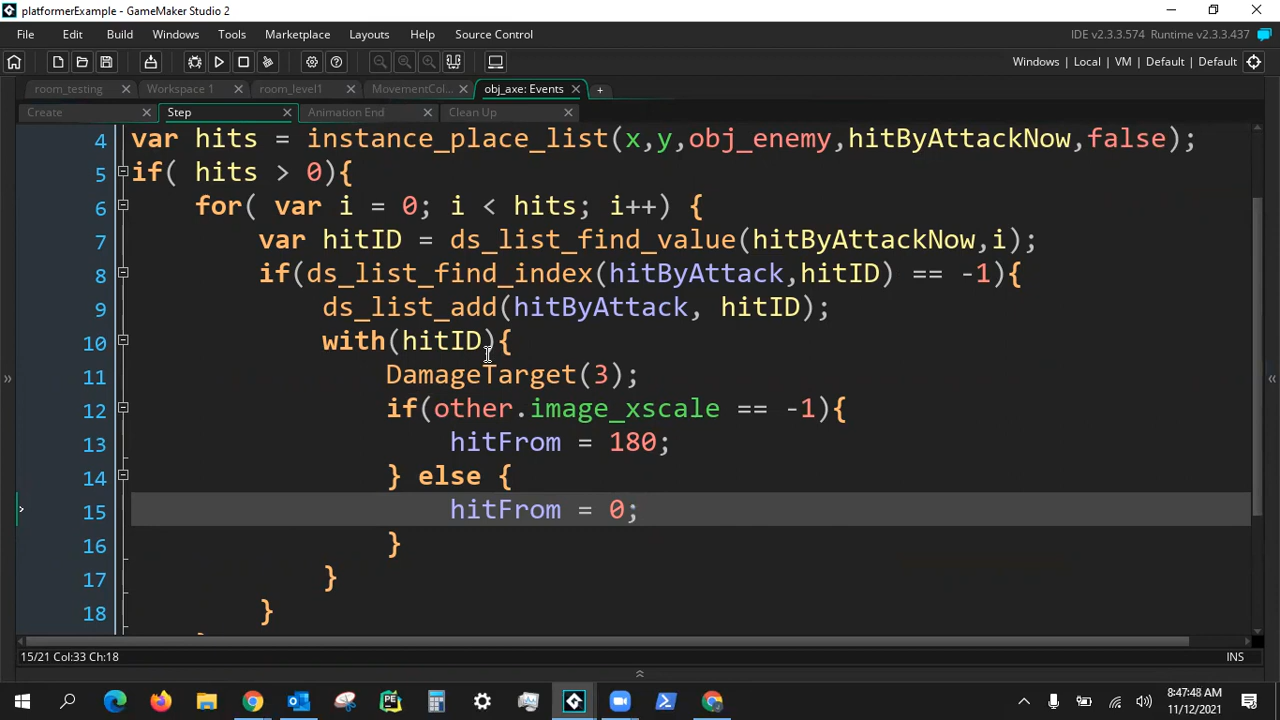 platformerExample - GameMaker Studio 2
File Edit Build Windows Tools Help Marketplace Layouts Help Source Control IDE v2.3.3.574 Runtime v2.3.3.437
Windows | Local | VM | Default | Default
room_testing × Workspace 1 × room_level1 × MovementCol... × obj_axe: Events × +
Create × Step × Animation End × Clean Up ×
4 var hits = instance_place_list(x,y,obj_enemy,hitByAttackNow,false);
5 if( hits > 0){
6 for( var i = 0; i < hits; i++) {
7 var hitID = ds_list_find_value(hitByAttackNow,i);
8 if(ds_list_find_index(hitByAttack,hitID) == -1){
9 ds_list_add(hitByAttack, hitID);
10 with(hitID){
11 DamageTarget(3);
12 if(other.image_xscale == -1){
13 hitFrom = 180;
14 } else {
15 hitFrom = 0;
16 }
17 }
18 }
15/21 Col:33 Ch:18 INS
8:47:48 AM
11/12/2021